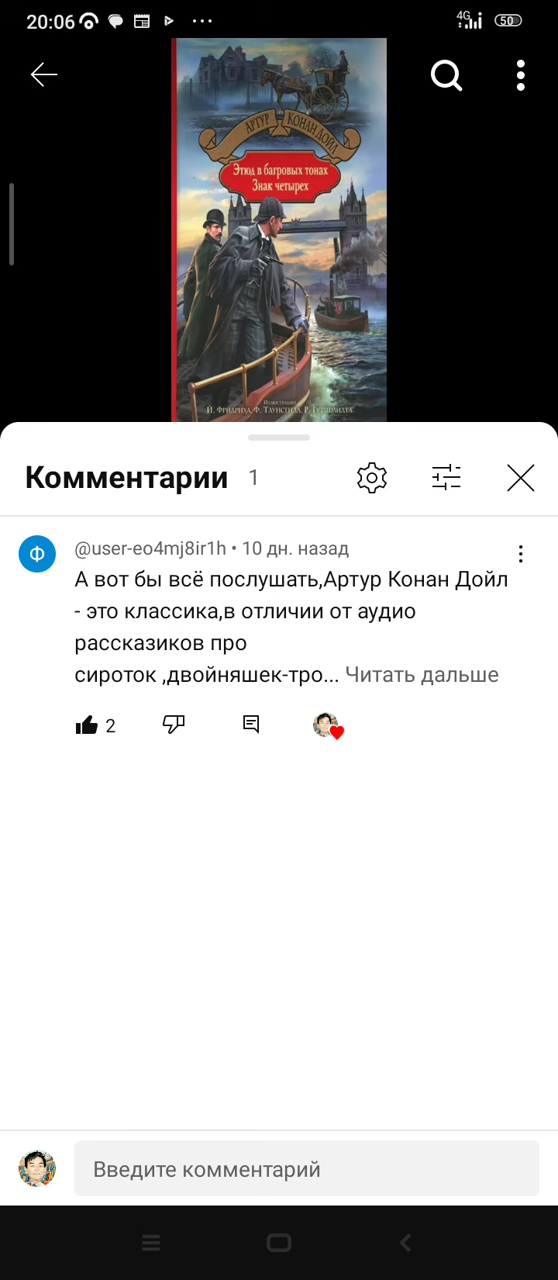 20:06
4G
50
АРТУР КОНАН ДОЙЛ
Этюд в багровых тонах
Знак четырех
Комментарии 1
@user-eo4mj8ir1h • 10 дн. назад
А вот бы всё послушать,Артур Конан Дойл
- это классика,в отличии от аудио
рассказиков про
сироток ,двойняшек-тро... Читать дальше
2
Введите комментарий